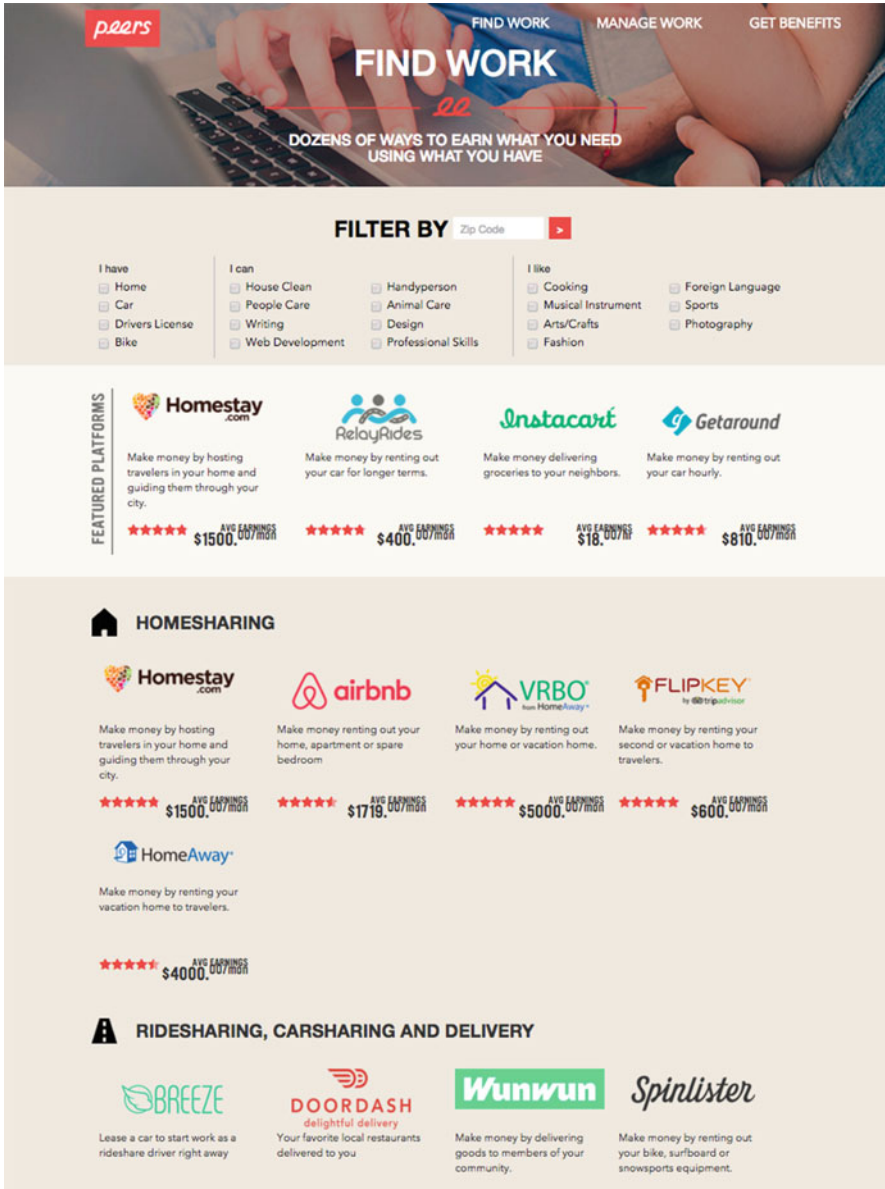 peers
FIND WORK
MANAGE WORK
GET BENEFITS
FIND WORK
ee
DOZENS OF WAYS TO EARN WHAT YOU NEED
USING WHAT YOU HAVE
FILTER BY
Zip Code
>
I have
Home
Car
Drivers License
Bike
I can
House Clean
People Care
Writing
Web Development
Handyperson
Animal Care
Design
Professional Skills
I like
Cooking
Musical Instrument
Arts/Crafts
Fashion
Foreign Language
Sports
Photography
FEATURED PLATFORMS
Homestay
.com
Make money by hosting
travelers in your home and
guiding them through your
city.
AVG EARNINGS
$1500.00/mon
RelayRides
Make money by renting out
your car for longer terms.
AVG EARNINGS
$400.00/mon
Instacart
Make money delivering
groceries to your neighbors.
AVG EARNINGS
$18.00/hr
Getaround
Make money by renting out
your car hourly.
AVG EARNINGS
$810.00/mon
HOMESHARING
Homestay
.com
Make money by hosting
travelers in your home and
guiding them through your
city.
AVG EARNINGS
$1500.00/mon
airbnb
Make money renting out your
home, apartment or spare
bedroom
AVG EARNINGS
$1719.00/mon
VRBO®
from HomeAway
Make money by renting out
your home or vacation home.
AVG EARNINGS
$5000.00/mon
FLIPKEY
by tripadvisor
Make money by renting your
second or vacation home to
travelers.
AVG EARNINGS
$600.00/mon
HomeAway
Make money by renting your
vacation home to travelers.
AVG EARNINGS
$4000.00/mon
RIDESHARING, CARSHARING AND DELIVERY
BREEZE
Lease a car to start work as a
rideshare driver right away
DOORDASH
delightful delivery
Your favorite local restaurants
delivered to you
Wunwun
Make money by delivering
goods to members of your
community.
Spinlister
Make money by renting out
your bike, surfboard or
snowsports equipment.